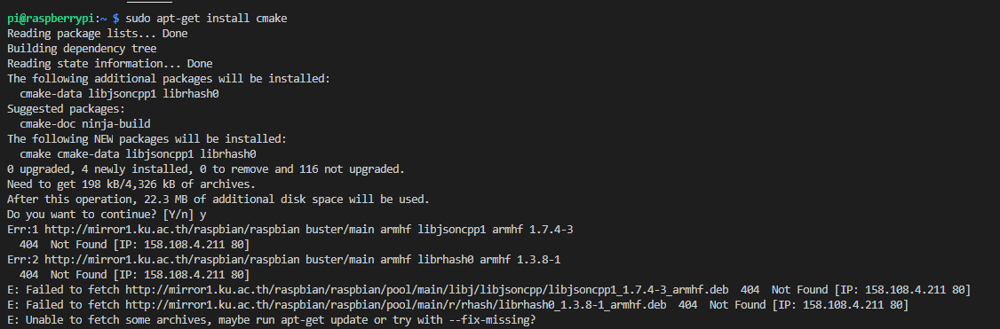 pi@raspberrypi:~ $ sudo apt-get install cmake
Reading package lists... Done
Building dependency tree
Reading state information... Done
The following additional packages will be installed:
  cmake-data libjsoncpp1 librhash0
Suggested packages:
  cmake-doc ninja-build
The following NEW packages will be installed:
  cmake cmake-data libjsoncpp1 librhash0
0 upgraded, 4 newly installed, 0 to remove and 116 not upgraded.
Need to get 198 kB/4,326 kB of archives.
After this operation, 22.3 MB of additional disk space will be used.
Do you want to continue? [Y/n] y
Err:1 http://mirror1.ku.ac.th/raspbian/raspbian buster/main armhf libjsoncpp1 armhf 1.7.4-3
  404  Not Found [IP: 158.108.4.211 80]
Err:2 http://mirror1.ku.ac.th/raspbian/raspbian buster/main armhf librhash0 armhf 1.3.8-1
  404  Not Found [IP: 158.108.4.211 80]
E: Failed to fetch http://mirror1.ku.ac.th/raspbian/raspbian/pool/main/libj/libjsoncpp/libjsoncpp1_1.7.4-3_armhf.deb  404  Not Found [IP: 158.108.4.211 80]
E: Failed to fetch http://mirror1.ku.ac.th/raspbian/raspbian/pool/main/r/rhash/librhash0_1.3.8-1_armhf.deb  404  Not Found [IP: 158.108.4.211 80]
E: Unable to fetch some archives, maybe run apt-get update or try with --fix-missing?